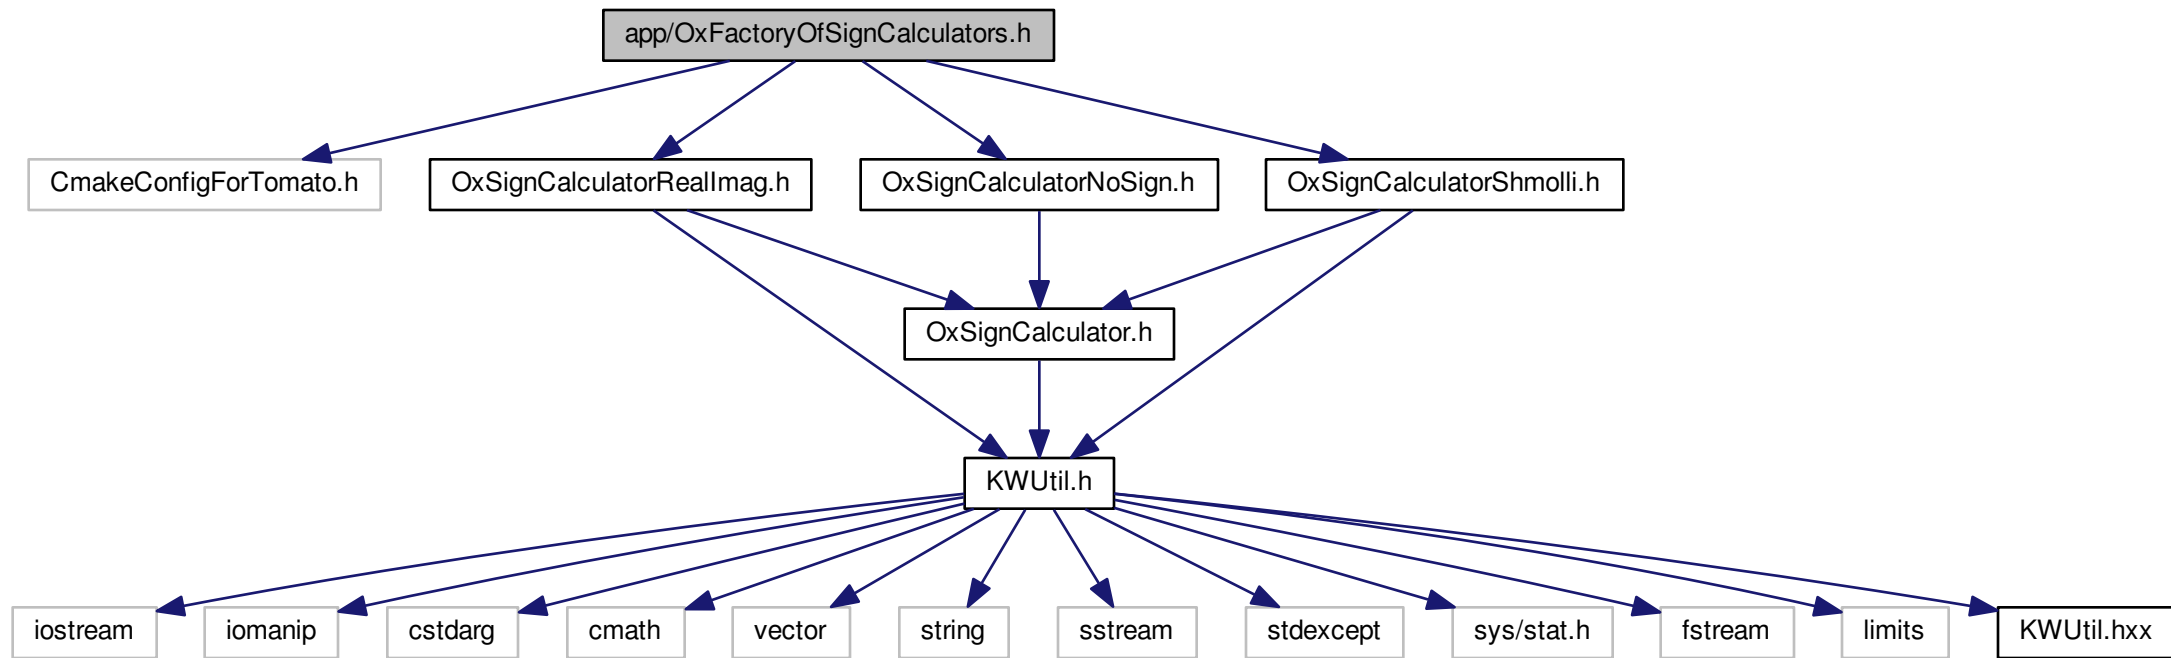 app/OxFactoryOfSignCalculators.h
CmakeConfigForTomato.h
OxSignCalculatorRealImag.h
OxSignCalculatorNoSign.h
OxSignCalculatorShmolli.h
OxSignCalculator.h
KWUtil.h
iostream
iomanip
cstdarg
cmath
vector
string
sstream
stdexcept
sys/stat.h
fstream
limits
KWUtil.hxx